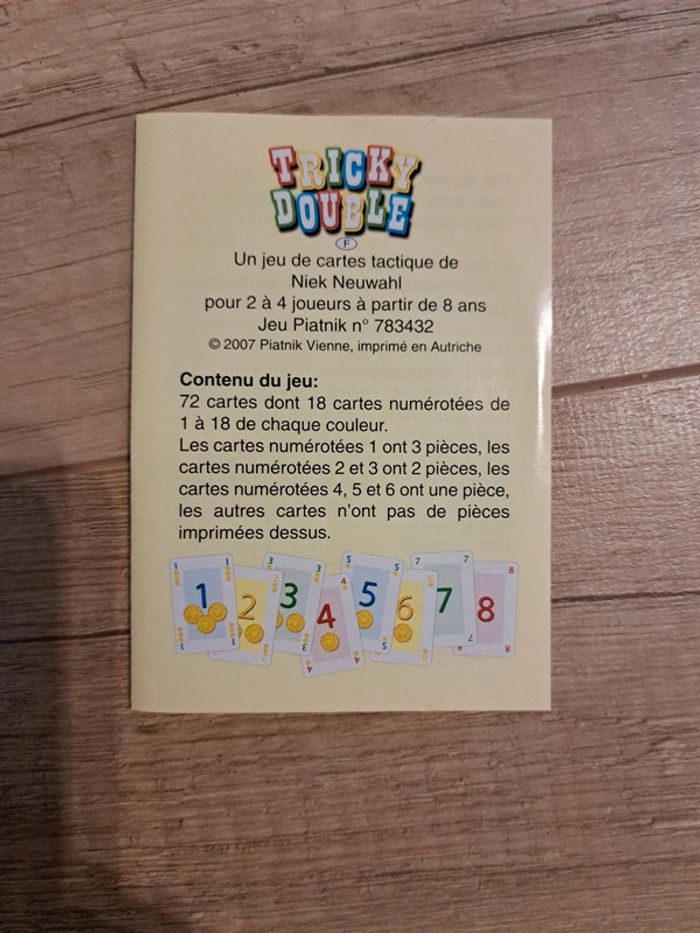 TRICKY
DOUBLE
F
Un jeu de cartes tactique de
Niek Neuwahl
pour 2 à 4 joueurs à partir de 8 ans
Jeu Piatnik n° 783432
© 2007 Piatnik Vienne, imprimé en Autriche
Contenu du jeu:
72 cartes dont 18 cartes numérotées de
1 à 18 de chaque couleur.
Les cartes numérotées 1 ont 3 pièces, les
cartes numérotées 2 et 3 ont 2 pièces, les
cartes numérotées 4, 5 et 6 ont une pièce,
les autres cartes n'ont pas de pièces
imprimées dessus.
1 2 3 4 5 6 7 8